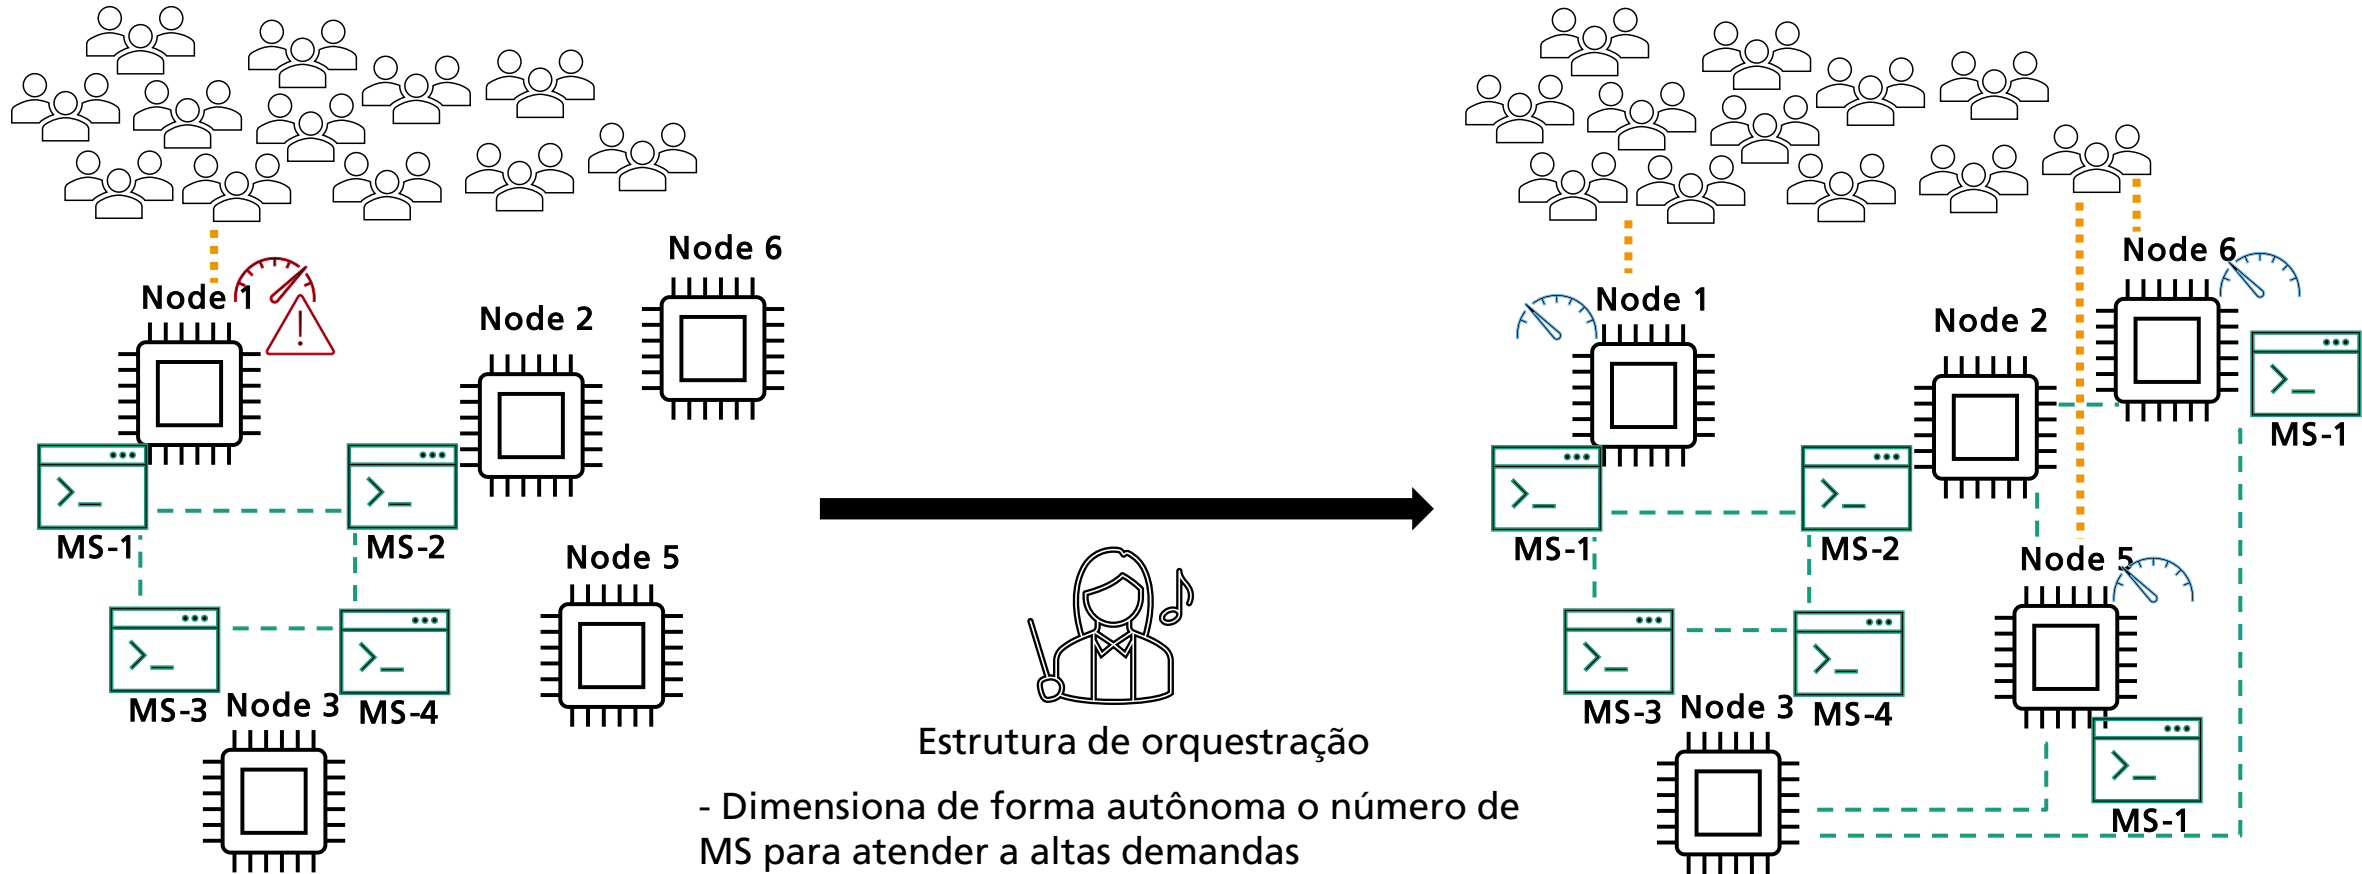 Node 6
Node 1
Node 2
MS-1
MS-2
Node 5
MS-3
Node 3
MS-4
Estrutura de orquestração
- Dimensiona de forma autônoma o número de
MS para atender a altas demandas
Node 6
Node 1
Node 2
MS-1
MS-1
MS-2
Node 5
MS-3
Node 3
MS-4
MS-1